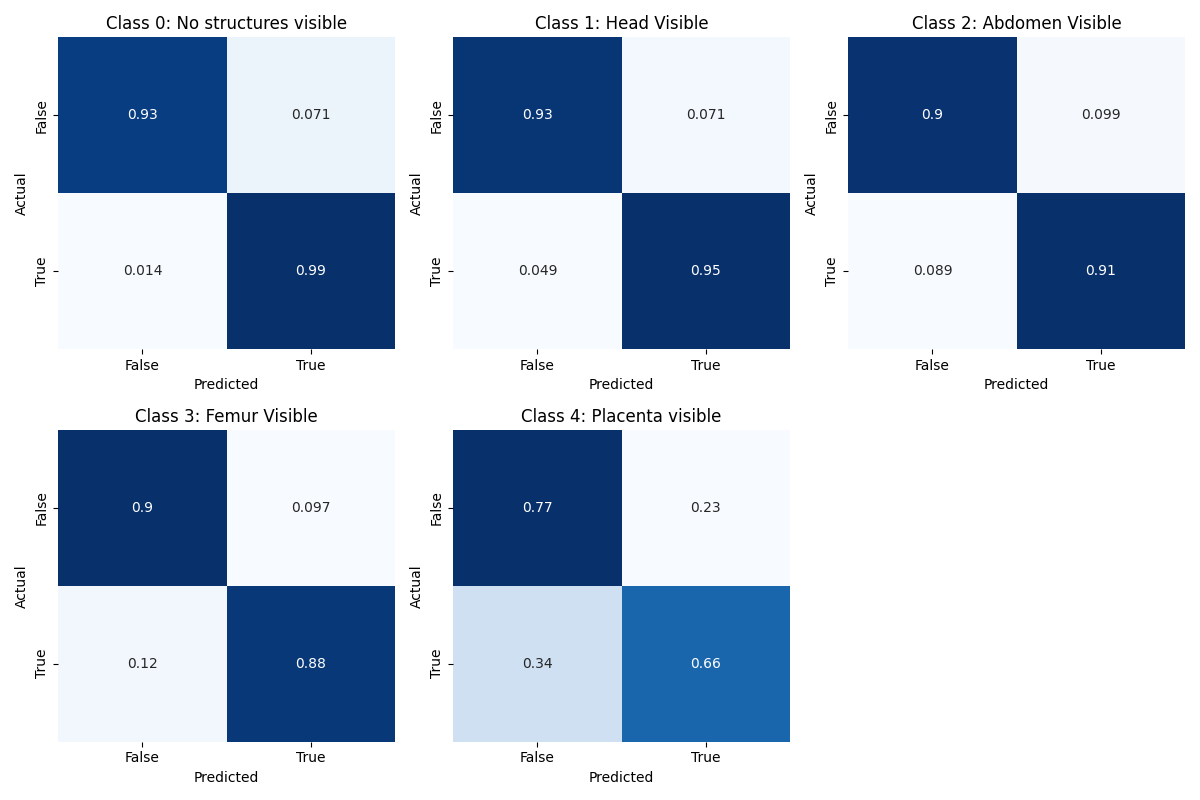 Class 0: No structures visible
Class 1: Head Visible
Class 2: Abdomen Visible
False
0.93
0.071
False
0.93
0.071
False
0.9
0.099
Actual
Actual
Actual
True
0.014
0.99
True
0.049
0.95
True
0.089
0.91
False
True
False
True
False
True
Predicted
Predicted
Predicted
Class 3: Femur Visible
Class 4: Placenta visible
False
0.9
0.097
False
0.77
0.23
Actual
Actual
True
0.12
0.88
True
0.34
0.66
False
True
False
True
Predicted
Predicted